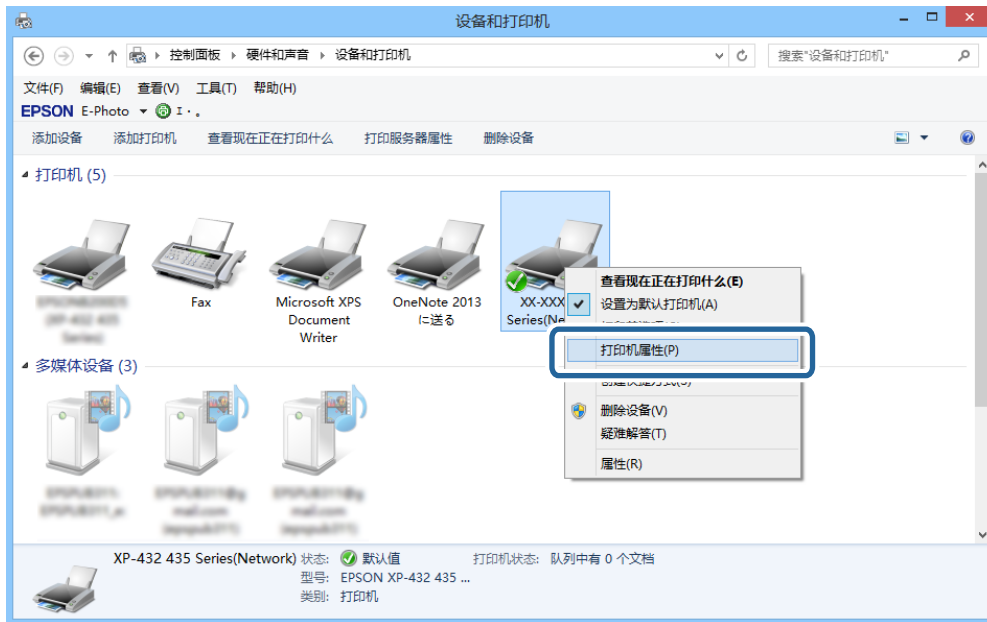 设备和打印机
控制面板 硬件和声音 设备和打印机
搜索"设备和打印机"
文件(F) 编辑(E) 查看(V) 工具(T) 帮助(H)
EPSON E-Photo
添加设备 添加打印机 查看现在正在打印什么 打印服务器属性 删除设备
打印机 (5)
Fax
Microsoft XPS
Document
Writer
OneNote 2013
に送る
XX-XXX
Series(Ne
查看现在正在打印什么(E)
设置为默认打印机(A)
打印机属性(P)
删除设备(V)
疑难解答(T)
属性(R)
多媒体设备 (3)
XP-432 435 Series(Network) 状态: 默认值 打印机状态: 队列中有 0 个文档
型号: EPSON XP-432 435 ...
类别: 打印机